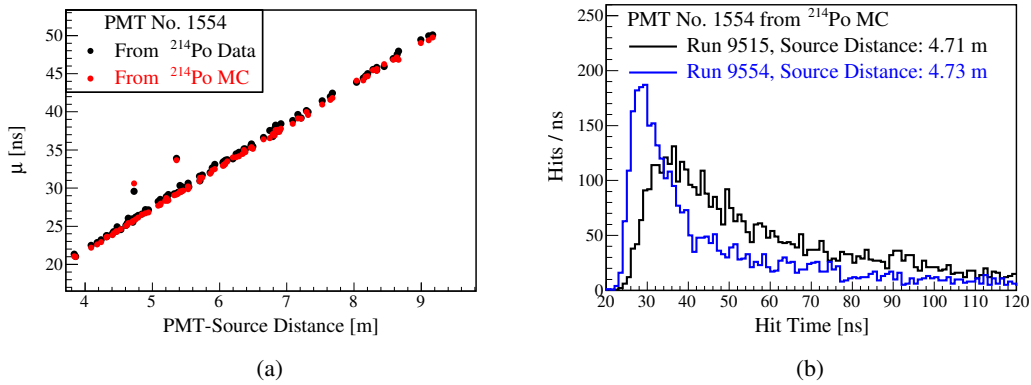 PMT No. 1554
From ²¹⁴Po Data
From ²¹⁴Po MC
μ [ns]
50
45
40
35
30
25
20
4 5 6 7 8 9
PMT-Source Distance [m]
(a)
PMT No. 1554 from ²¹⁴Po MC
Run 9515, Source Distance: 4.71 m
Run 9554, Source Distance: 4.73 m
Hits / ns
250
200
150
100
50
0
20 30 40 50 60 70 80 90 100 110 120
Hit Time [ns]
(b)